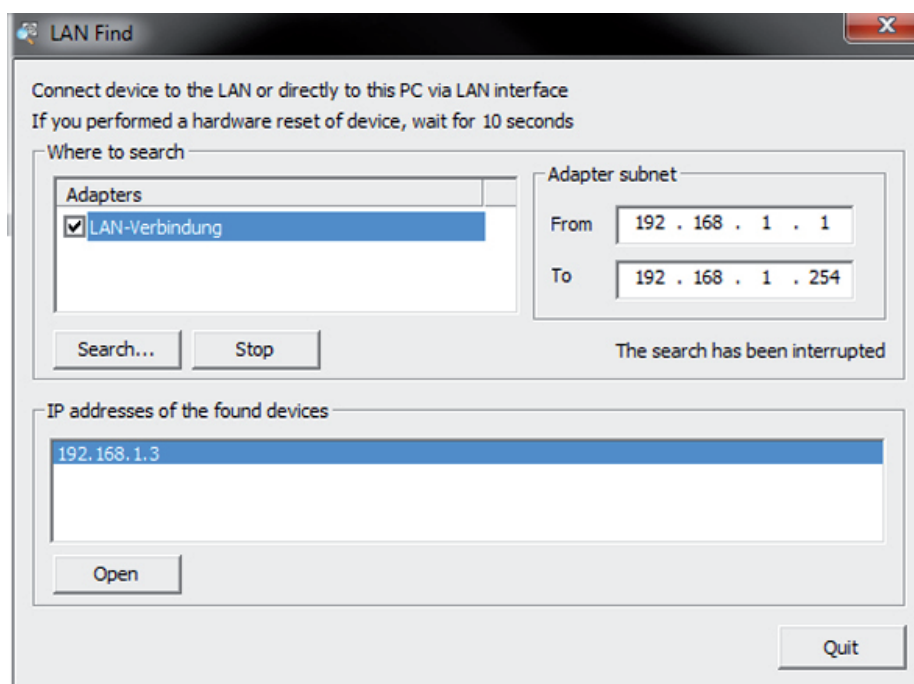 LAN Find
Connect device to the LAN or directly to this PC via LAN interface
If you performed a hardware reset of device, wait for 10 seconds
Where to search
Adapters
LAN-Verbindung
Adapter subnet
From 192 . 168 . 1 . 1
To 192 . 168 . 1 . 254
Search... Stop
The search has been interrupted
IP addresses of the found devices
192.168.1.3
Open
Quit